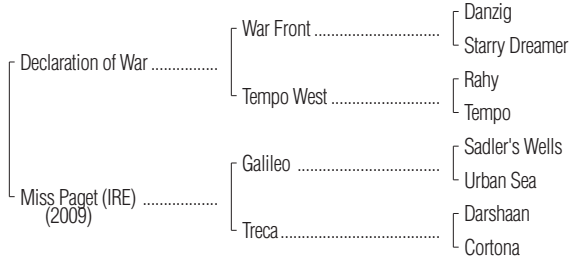 Danzig
War Front ........................
Starry Dreamer
Declaration of War ................
Rahy
Tempo West .....................
Tempo
Sadler's Wells
Galileo ...........................
Urban Sea
Miss Paget (IRE) ..................
(2009)
Darshaan
Treca...............................
Cortona